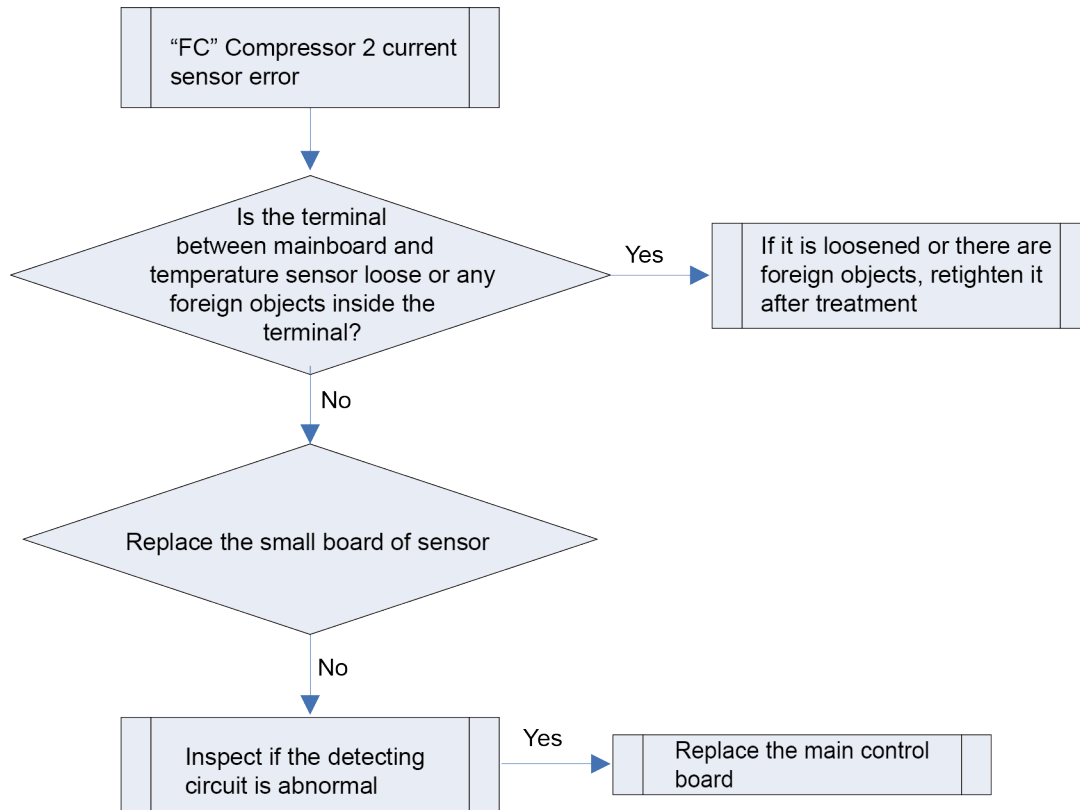 “FC” Compressor 2 current
sensor error
Is the terminal
between mainboard and
temperature sensor loose or any
foreign objects inside the
terminal?
Yes
If it is loosened or there are
foreign objects, retighten it
after treatment
No
Replace the small board of sensor
No
Inspect if the detecting
circuit is abnormal
Yes
Replace the main control
board